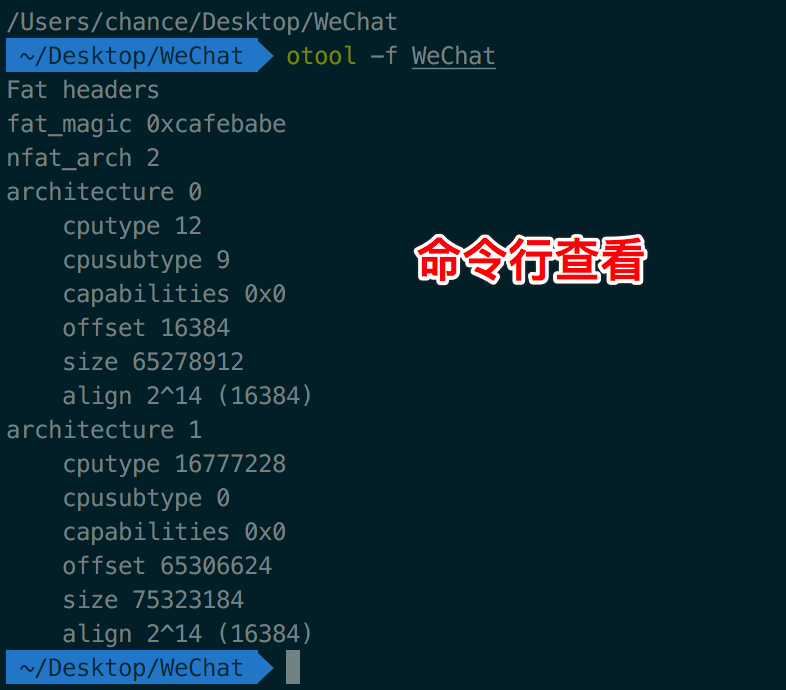 /Users/chance/Desktop/WeChat
~/Desktop/WeChat otool -f WeChat
Fat headers
fat_magic 0xcafebabe
nfat_arch 2
architecture 0
    cputype 12
    cpusubtype 9
    capabilities 0x0
    offset 16384
    size 65278912
    align 2^14 (16384)
architecture 1
    cputype 16777228
    cpusubtype 0
    capabilities 0x0
    offset 65306624
    size 75323184
    align 2^14 (16384)
~/Desktop/WeChat
命令行查看